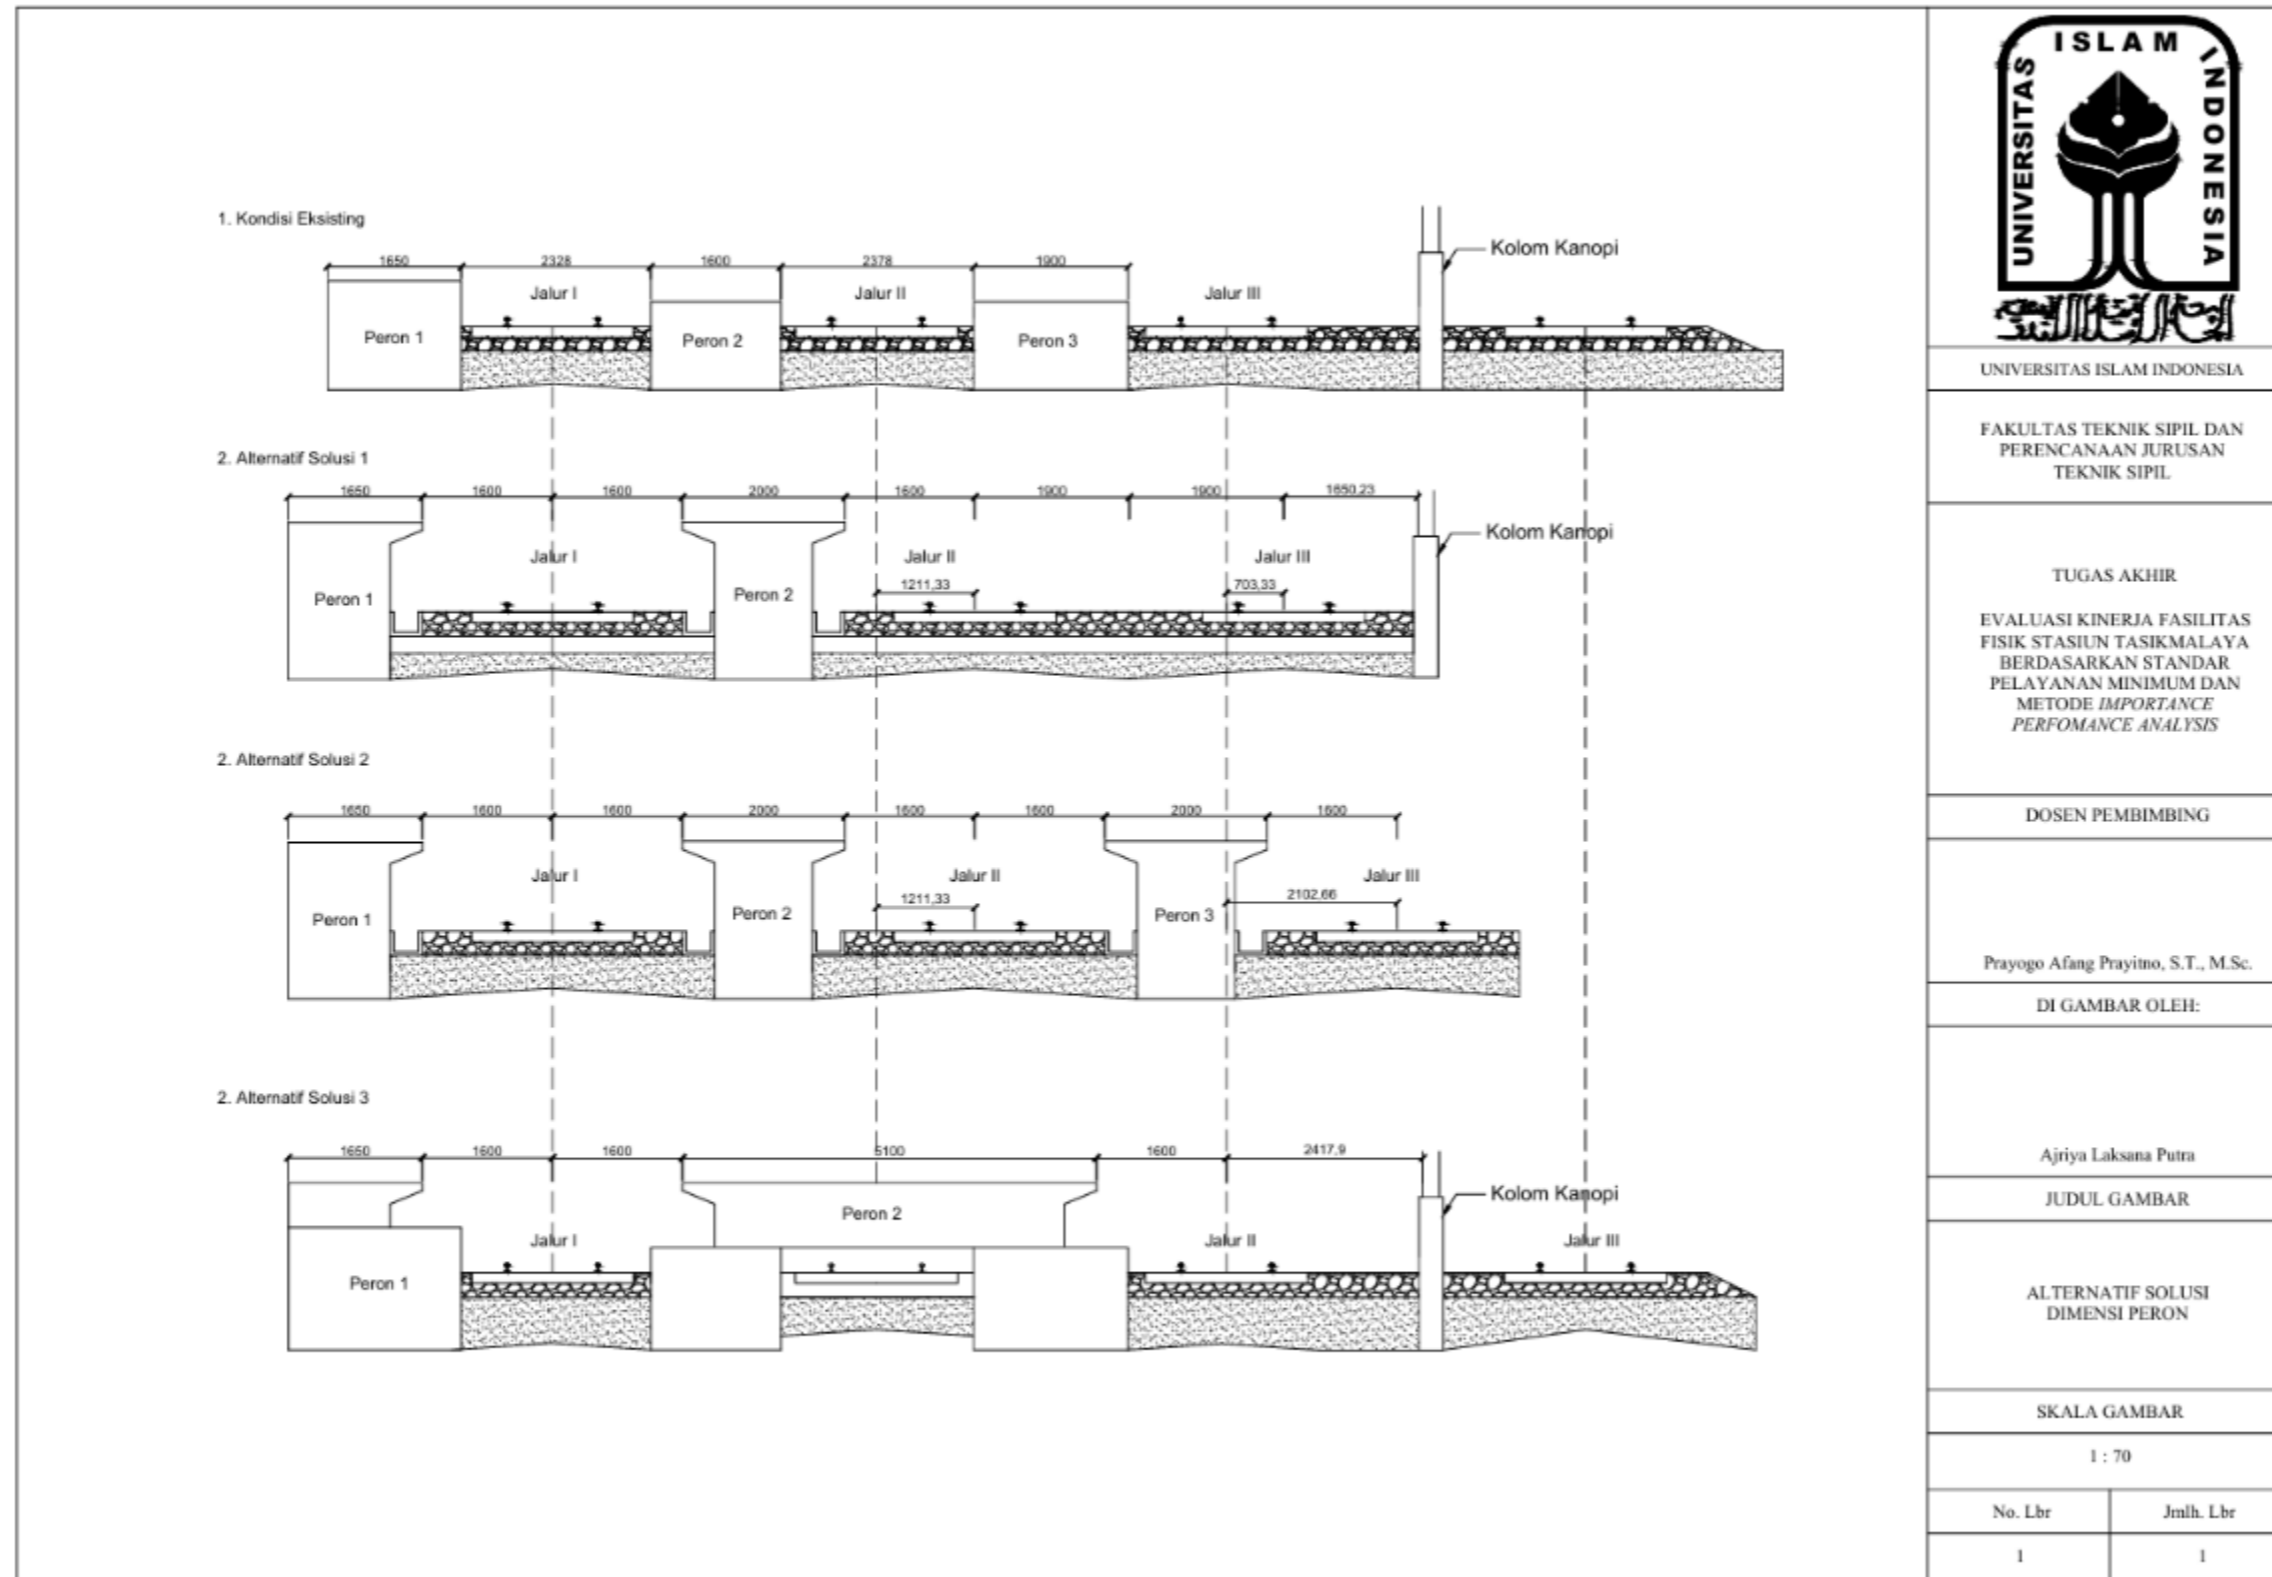 1. Kondisi Eksisting
1650 2328 1600 2378 1900
Kolom Kanopi
Jalur I Jalur II Jalur III
Peron 1 Peron 2 Peron 3
2. Alternatif Solusi 1
1650 1600 1600 2000 1600 1900 1900 1650,23
Kolom Kanopi
Jalur I Jalur II Jalur III
1211,33 703,33
Peron 1 Peron 2
2. Alternatif Solusi 2
1650 1600 1600 2000 1600 1600 2000 1600
Jalur I Jalur II Jalur III
1211,33 2102,66
Peron 1 Peron 2 Peron 3
2. Alternatif Solusi 3
1650 1600 1600 5100 1600 2417,9
Kolom Kanopi
Peron 2
Jalur I Jalur II Jalur III
Peron 1
UNIVERSITAS ISLAM INDONESIA
UNIVERSITAS ISLAM INDONESIA
FAKULTAS TEKNIK SIPIL DAN
PERENCANAAN JURUSAN
TEKNIK SIPIL
TUGAS AKHIR
EVALUASI KINERJA FASILITAS
FISIK STASIUN TASIKMALAYA
BERDASARKAN STANDAR
PELAYANAN MINIMUM DAN
METODE IMPORTANCE
PERFOMANCE ANALYSIS
DOSEN PEMBIMBING
Prayogo Afang Prayitno, S.T., M.Sc.
DI GAMBAR OLEH:
Ajriya Laksana Putra
JUDUL GAMBAR
ALTERNATIF SOLUSI
DIMENSI PERON
SKALA GAMBAR
1 : 70
No. Lbr Jmlh. Lbr
1 1